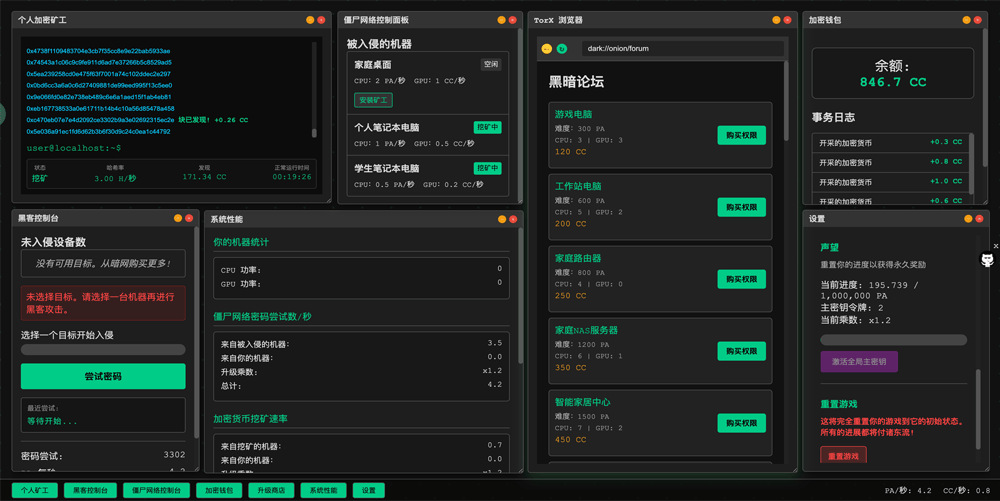 个人加密矿工
0x4738f1109483704e3cb7f35cc8e9e22bab5933ae
0x74543a1c06c9c9fe911d6ad7e37266b5c8529ad5
0x5ea239258cd0e475f63f7001a74c102ddec2e297
0x0bd6cc3a6a0c6d27409881da99ead995f13c5ee0
0x9e066fd0e82e738eb489c6e6a1aed15f1ab4eb81
0xeb167738533a0e61711b14b4c10a56d85478a458
0xc470eb07e7e4d2092ce3302b9a3e02692315ec2e 块已发现! +0.26 CC
0x5e036a91ec1fd6d62b3b6f30d9c24c0ea1c44792
user@localhost:~$
状态 哈希率 发现 正常运行时间
挖矿 3.00 H/秒 171.34 CC 00:19:26
僵尸网络控制面板
被入侵的机器
家庭桌面 空闲
CPU: 2 PA/秒 GPU: 1 CC/秒
安装矿工
个人笔记本电脑 挖矿中
CPU: 1 PA/秒 GPU: 0.5 CC/秒
学生笔记本电脑 挖矿中
CPU: 0.5 PA/秒 GPU: 0.2 CC/秒
TorX 浏览器
dark://onion/forum
黑暗论坛
游戏电脑
难度: 300 PA
CPU: 3 | GPU: 3
120 CC
购买权限
工作站电脑
难度: 600 PA
CPU: 5 | GPU: 2
200 CC
购买权限
家庭路由器
难度: 800 PA
CPU: 4 | GPU: 0
250 CC
购买权限
家庭NAS服务器
难度: 1200 PA
CPU: 6 | GPU: 1
350 CC
购买权限
智能家居中心
难度: 1500 PA
CPU: 7 | GPU: 2
450 CC
购买权限
加密钱包
余额:
846.7 CC
事务日志
开采的加密货币 +0.3 CC
开采的加密货币 +0.8 CC
开采的加密货币 +1.0 CC
开采的加密货币 +0.6 CC
黑客控制台
未入侵设备数
没有可用目标。从暗网购买更多!
未选择目标。请选择一台机器再进行
黑客攻击。
选择一个目标开始入侵
尝试密码
最近尝试:
等待开始...
密码尝试: 3302
系统性能
你的机器统计
CPU 功率: 0
GPU 功率: 0
僵尸网络密码尝试数/秒
来自被入侵的机器: 3.5
来自你的机器: 0.0
升级乘数: x1.2
总计: 4.2
加密货币挖矿速率
来自挖矿的机器: 0.7
来自你的机器: 0.0
设置
声望
重置你的进度以获得永久奖励
当前进度: 195.739 /
1,000,000 PA
主密钥令牌: 2
当前乘数: x1.2
激活全局主密钥
重置游戏
这将完全重置你的游戏到它的初始状态。
所有的进展都将付诸东流!
重置游戏
X
个人矿工 黑客控制台 僵尸网络控制台 加密钱包 升级商店 系统性能 设置
PA/秒: 4.2 CC/秒: 0.8